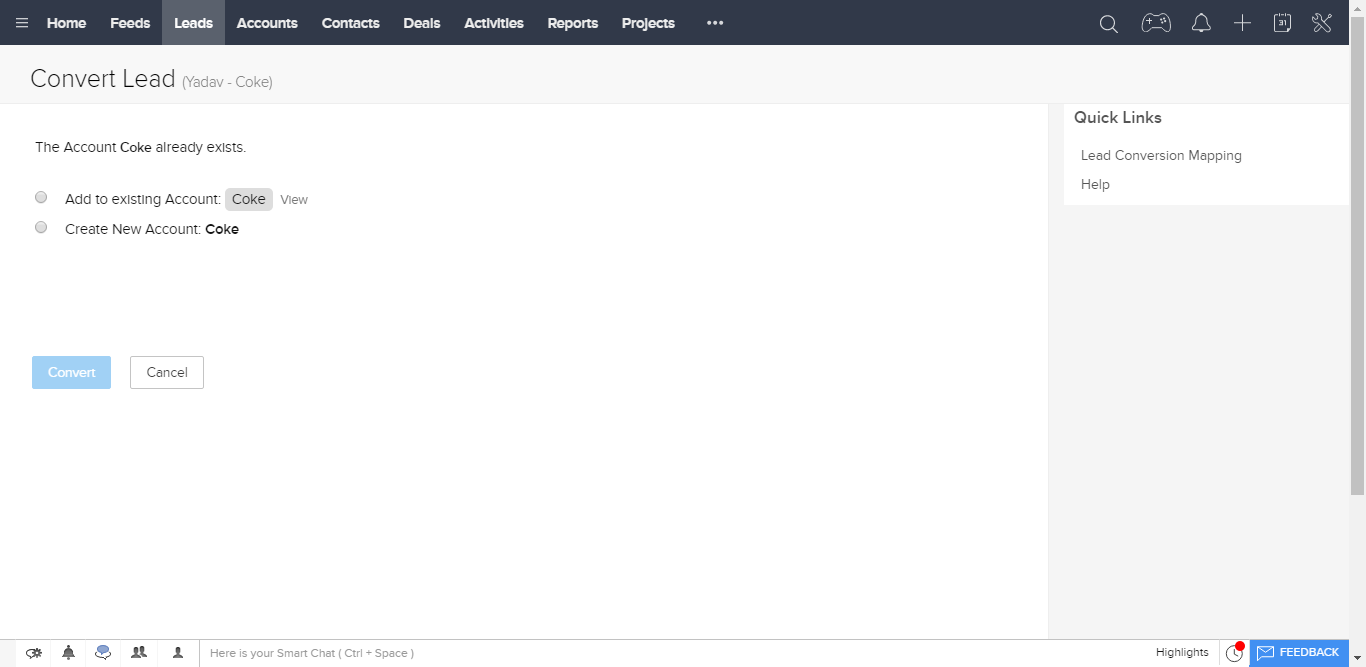 Home Feeds Leads Accounts Contacts Deals Activities Reports Projects
31
Convert Lead (Yadav - Coke)
The Account Coke already exists.
Add to existing Account: Coke View
Create New Account: Coke
Convert Cancel
Quick Links
Lead Conversion Mapping
Help
Here is your Smart Chat ( Ctrl + Space )
Highlights
FEEDBACK